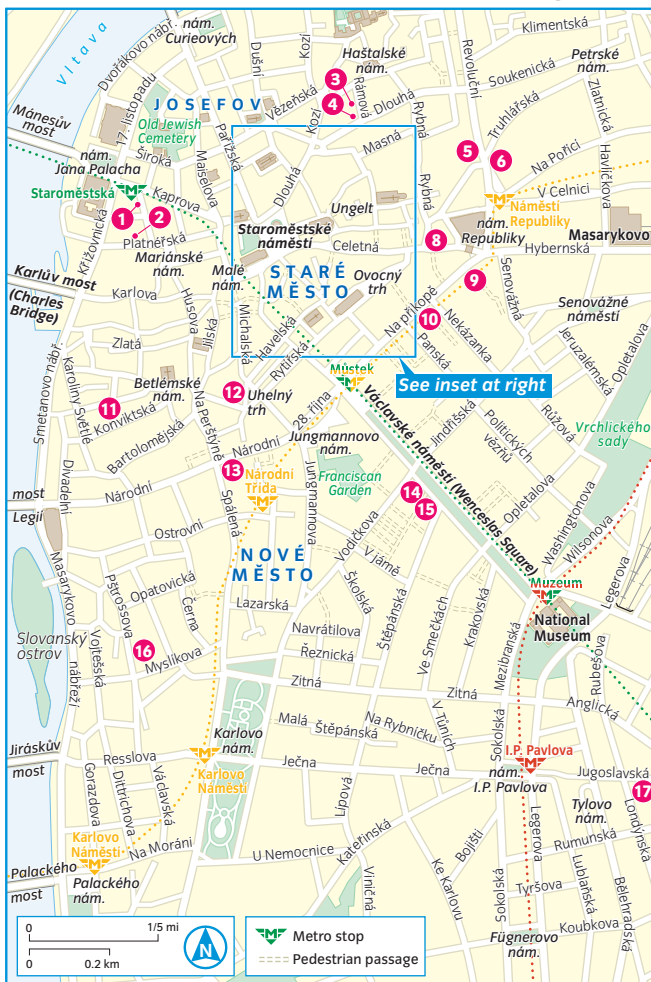 Vltava
Dvořákovo nábř.
nám.
Curieových
17. listopadu
Dušní
Kozí
Haštalské
nám.
Revoluční
Klimentská
Petrské
nám.
Soukenická
Zlatnická
Truhlářská
Havlíčkova
3
4
Rámová
Dlouhá
Rybná
JOSEFOV
Vězeňská
Kozí
Masná
Mánesův
most
Old Jewish
Cemetery
Pařížská
nám.
Jana Palacha
Široká
Maiselova
Dlouhá
5
6
Na Poříčí
V Celnici
Staroměstská
Kaprova
1
2
Křižovnická
Platnéřská
Mariánské
nám.
Ungelt
Rybná
Náměstí
Republiky
Staroměstské
náměstí
Celetná
8
nám.
Republiky
Masarykovo
Hybernská
Malé
nám.
STARÉ
MĚSTO
Ovocný
trh
9
Senovážná
Karlův most
(Charles
Bridge)
Karlova
Husova
Jilská
Michalská
Havelská
Rytířská
Na příkopě
10
Nekázanka
Panská
Senovážné
náměstí
Jeruzalémská
Opletalova
Zlatá
Smetanovo nábř.
Karoliny Světlé
Betlémské
nám.
Můstek
See inset at right
11
Konviktská
12
Uhelný
trh
28. října
Václavské náměstí (Wenceslas Square)
Jindřišská
Politických
vězňů
Růžová
Vrchlického
sady
Bartolomějská
Na Perštýně
Národní
Jungmannovo
nám.
Divadelní
13
Národní
Třída
Franciscan
Garden
14
15
Opletalova
Washingtonova
Wilsonova
Legerova
most
Legií
Národní
Spálená
Jungmannova
Ostrovní
Vodičkova
V jámě
NOVÉ
MĚSTO
Masarykovo
nábřeží
Pštrossova
Opatovická
Černá
Školská
Štěpánská
Ve Smečkách
Krakovská
Muzeum
National
Museum
Mezibranská
Lazarská
Slovanský
ostrov
Vojtěšská
16
Myslíkova
Navrátilova
Řeznická
Rubešova
Žitná
Žitná
Anglická
Karlovo
nám.
Malá
Štěpánská
Na Rybníčku
V Tůních
Sokolská
I.P. Pavlova
Jiráskův
most
Resslova
Karlovo
Náměstí
Ječná
Ječná
nám.
I.P. Pavlova
Jugoslávská
17
Gorazdova
Dittrichova
Václavská
Lípová
Tylovo
nám.
Londýnská
Karlovo
Náměstí
Na Moráni
U Nemocnice
Kateřinská
Bojišti
Legerova
Rumunská
Palackého
most
Palackého
nám.
Viničná
Ke Karlovu
Sokolská
Tyršova
Lublaňská
Bělehradská
Koubkova
Fügnerovo
nám.
0
1/5 mi
0
0.2 km
N
Metro stop
Pedestrian passage